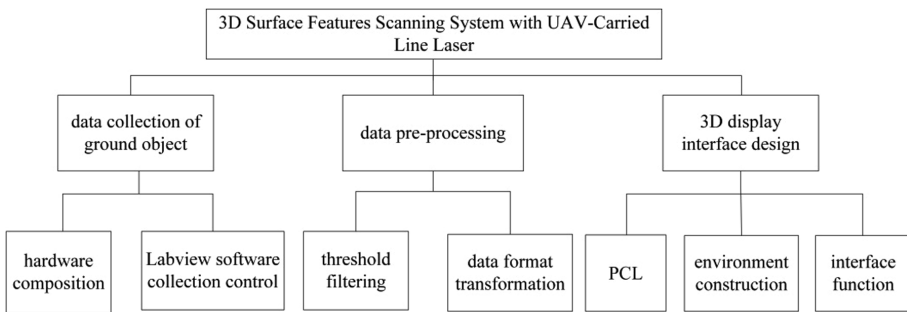 3D Surface Features Scanning System with UAV-Carried
Line Laser
data collection of
ground object
data pre-processing
3D display
interface design
hardware
composition
Labview software
collection control
threshold
filtering
data format
transformation
PCL
environment
construction
interface
function